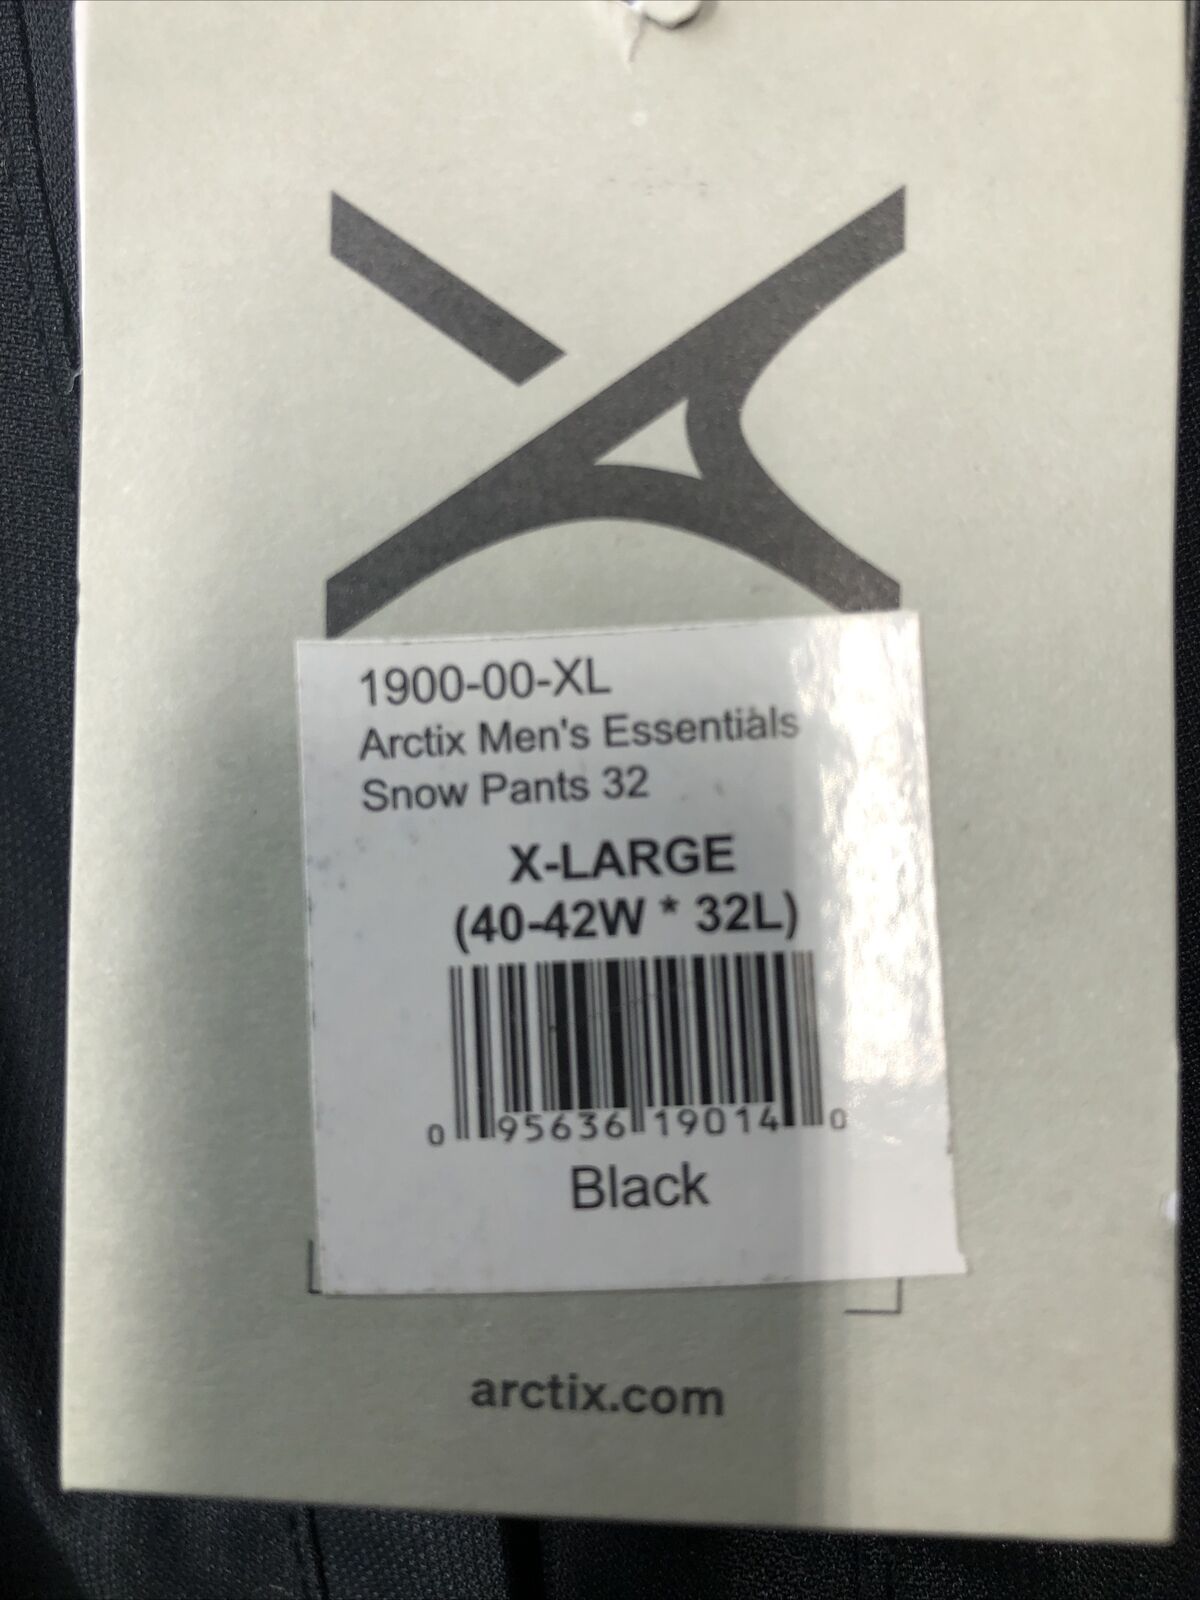 1900-00-XL
Arctix Men's Essentials
Snow Pants 32
X-LARGE
(40-42W * 32L)
0 95636 19014 0
Black
arctix.com